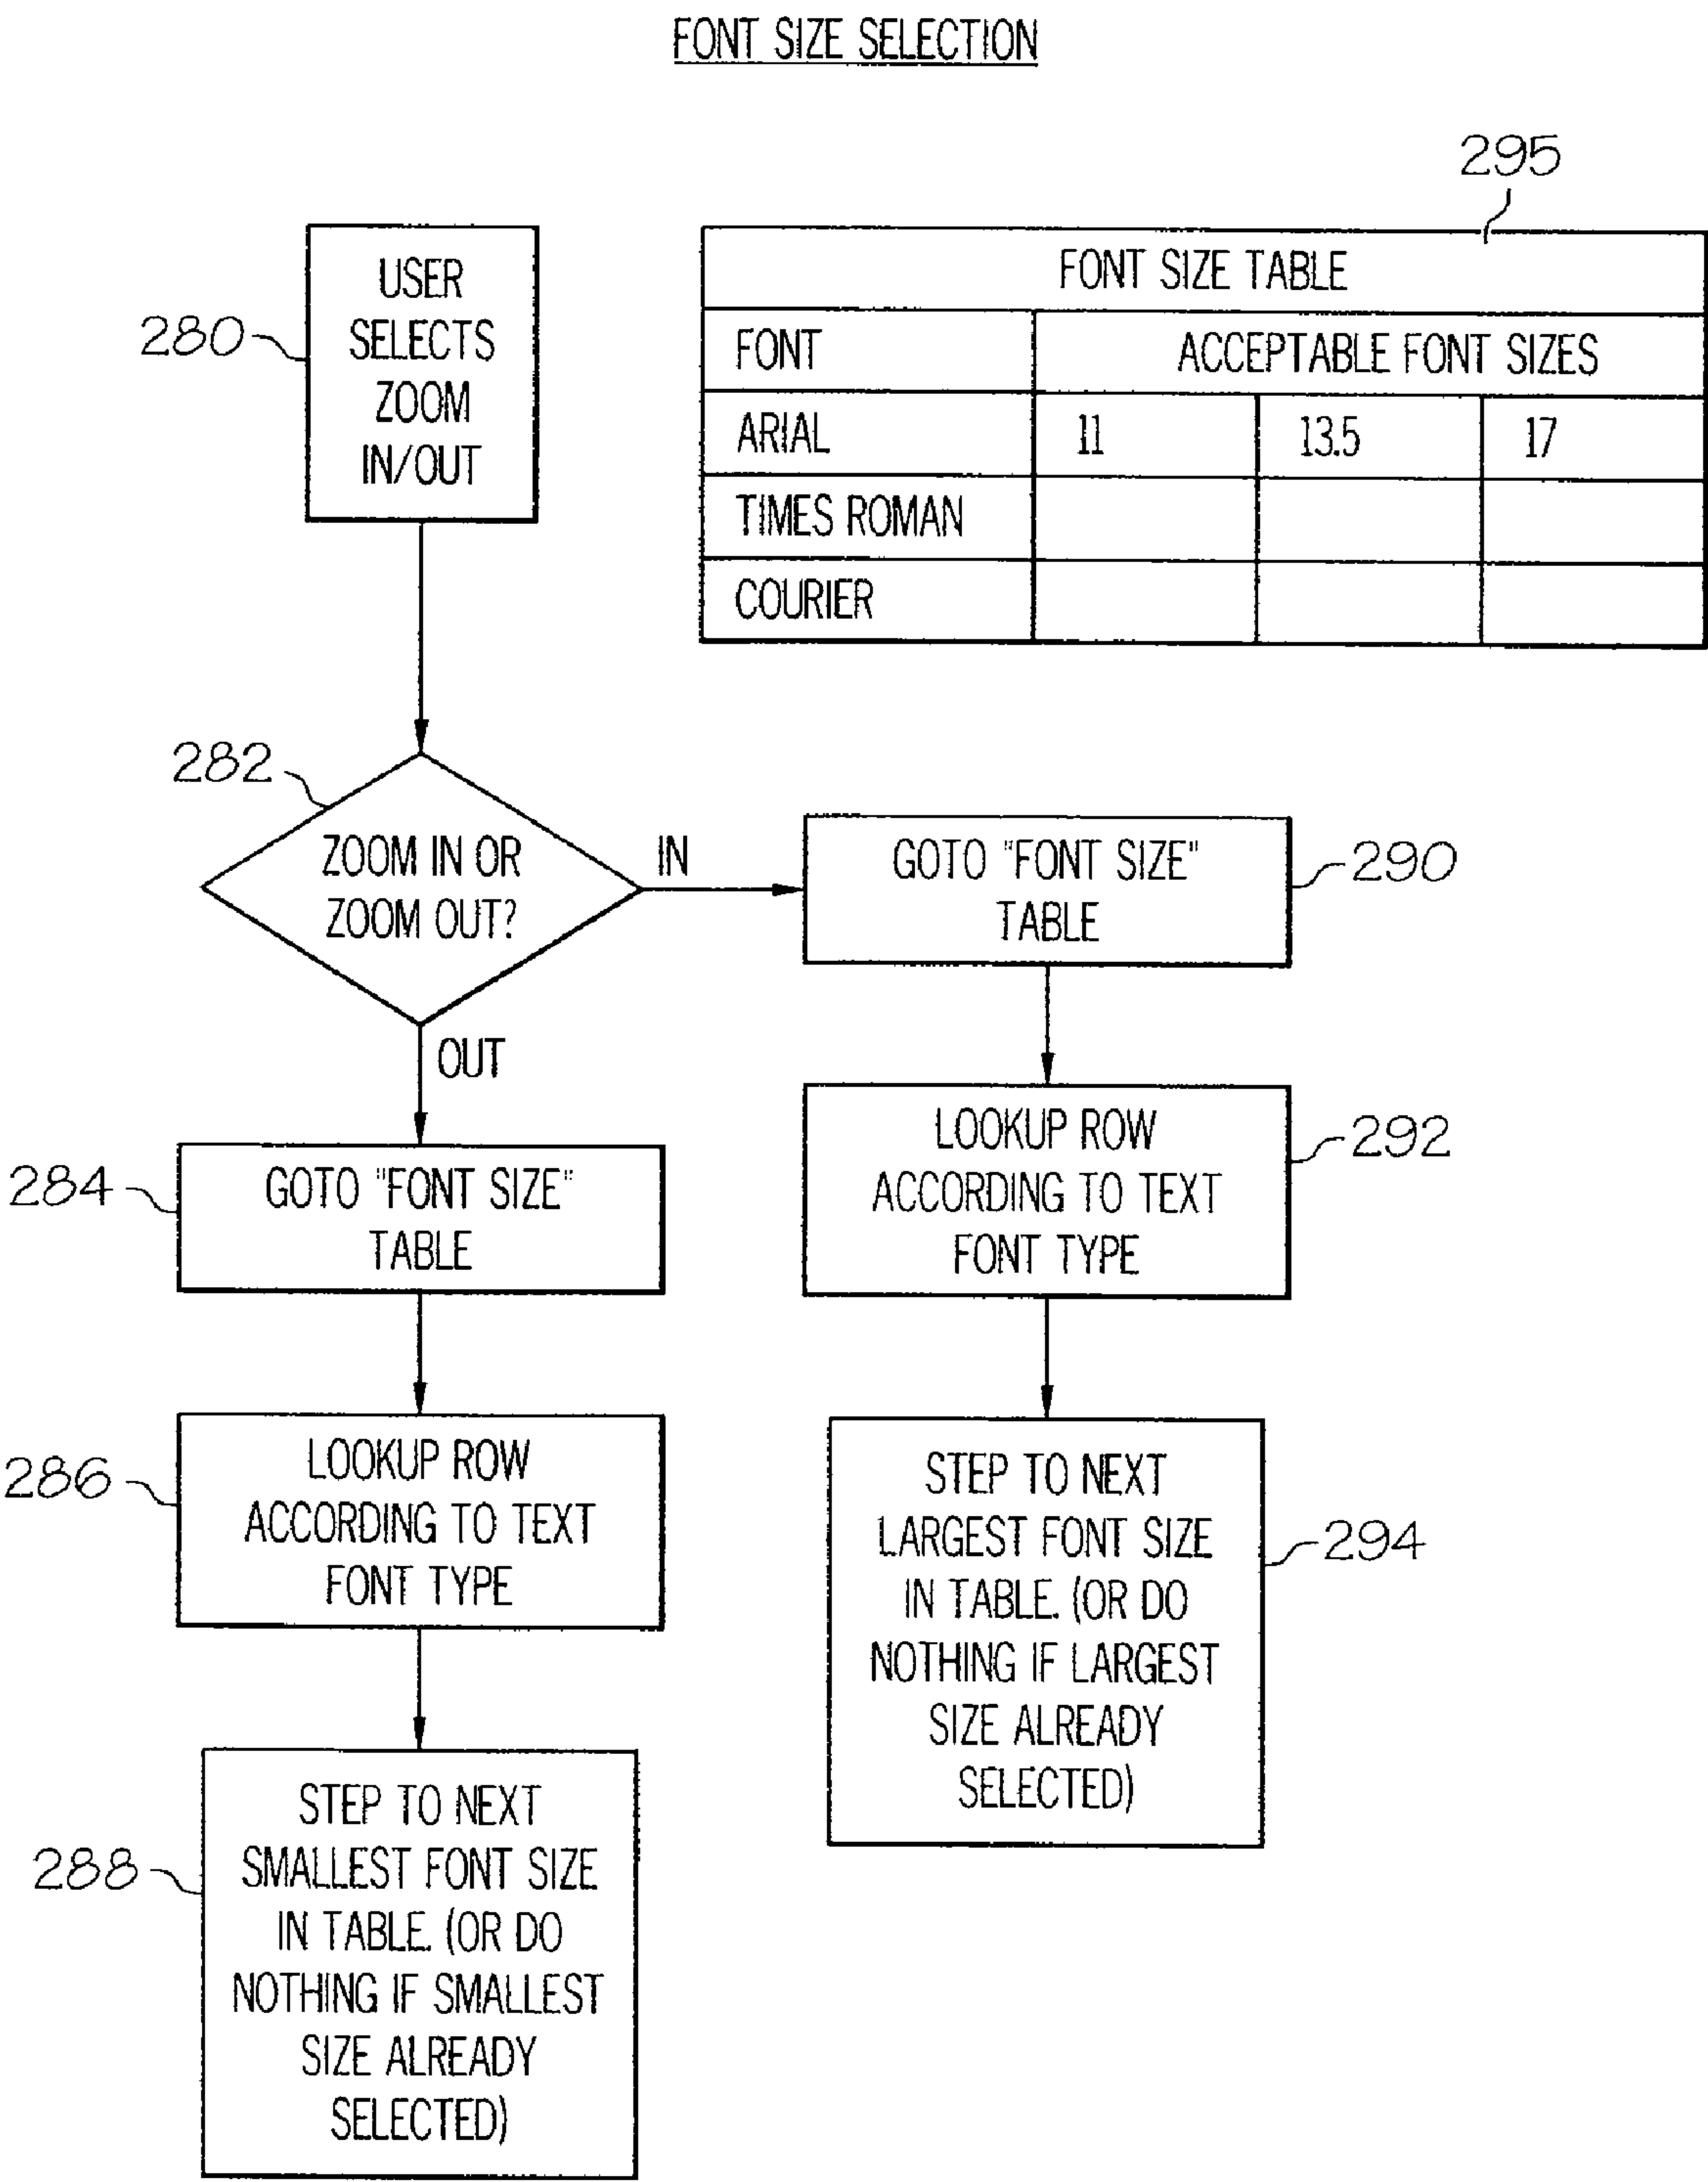 FONT SIZE SELECTION
295
FONT SIZE TABLE
FONT
ACCEPTABLE FONT SIZES
ARIAL
11
13.5
17
TIMES ROMAN
COURIER
280
USER
SELECTS
ZOOM
IN/OUT
282
ZOOM IN OR
ZOOM OUT?
IN
OUT
290
GOTO "FONT SIZE"
TABLE
292
LOOKUP ROW
ACCORDING TO TEXT
FONT TYPE
294
STEP TO NEXT
LARGEST FONT SIZE
IN TABLE. (OR DO
NOTHING IF LARGEST
SIZE ALREADY
SELECTED)
284
GOTO "FONT SIZE"
TABLE
286
LOOKUP ROW
ACCORDING TO TEXT
FONT TYPE
288
STEP TO NEXT
SMALLEST FONT SIZE
IN TABLE. (OR DO
NOTHING IF SMALLEST
SIZE ALREADY
SELECTED)